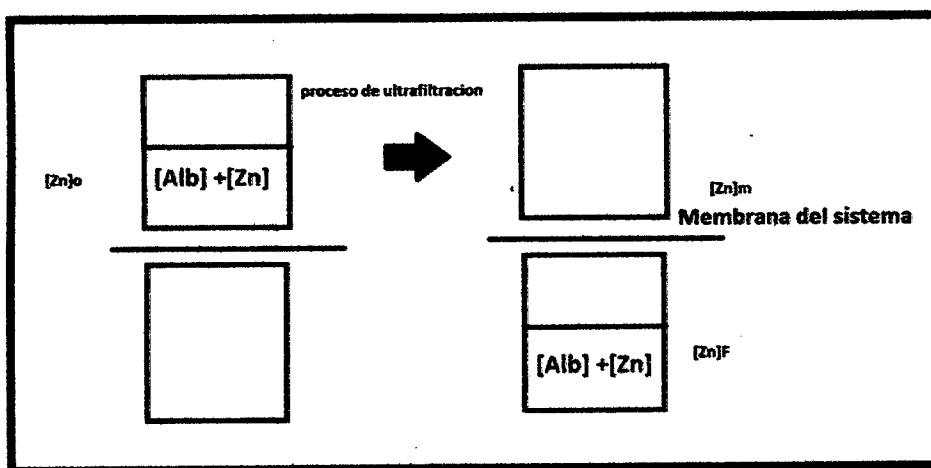 proceso de ultrafiltracion
[Zn]o
[Alb] +[Zn]
[Zn]m
Membrana del sistema
[Alb] +[Zn]
[Zn]F